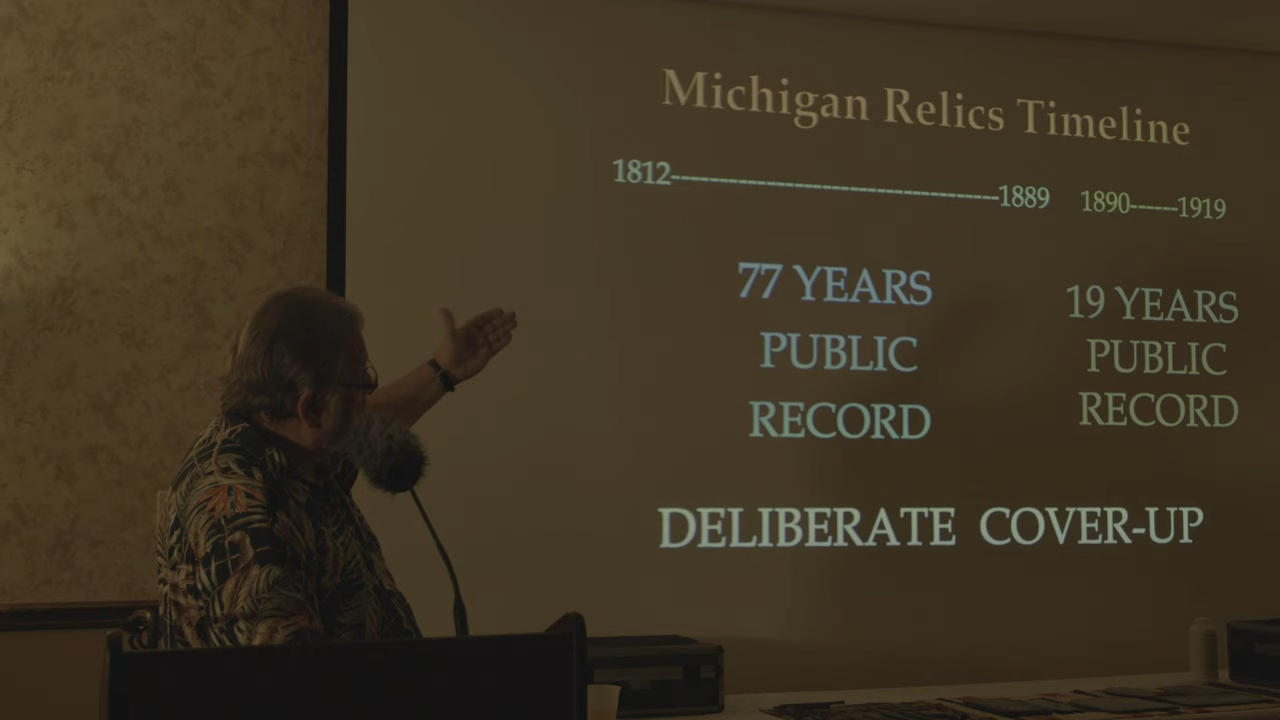 Michigan Relics Timeline
1812-----------------------------------------1889 1890------1919
77 YEARS
PUBLIC
RECORD
19 YEARS
PUBLIC
RECORD
DELIBERATE COVER-UP